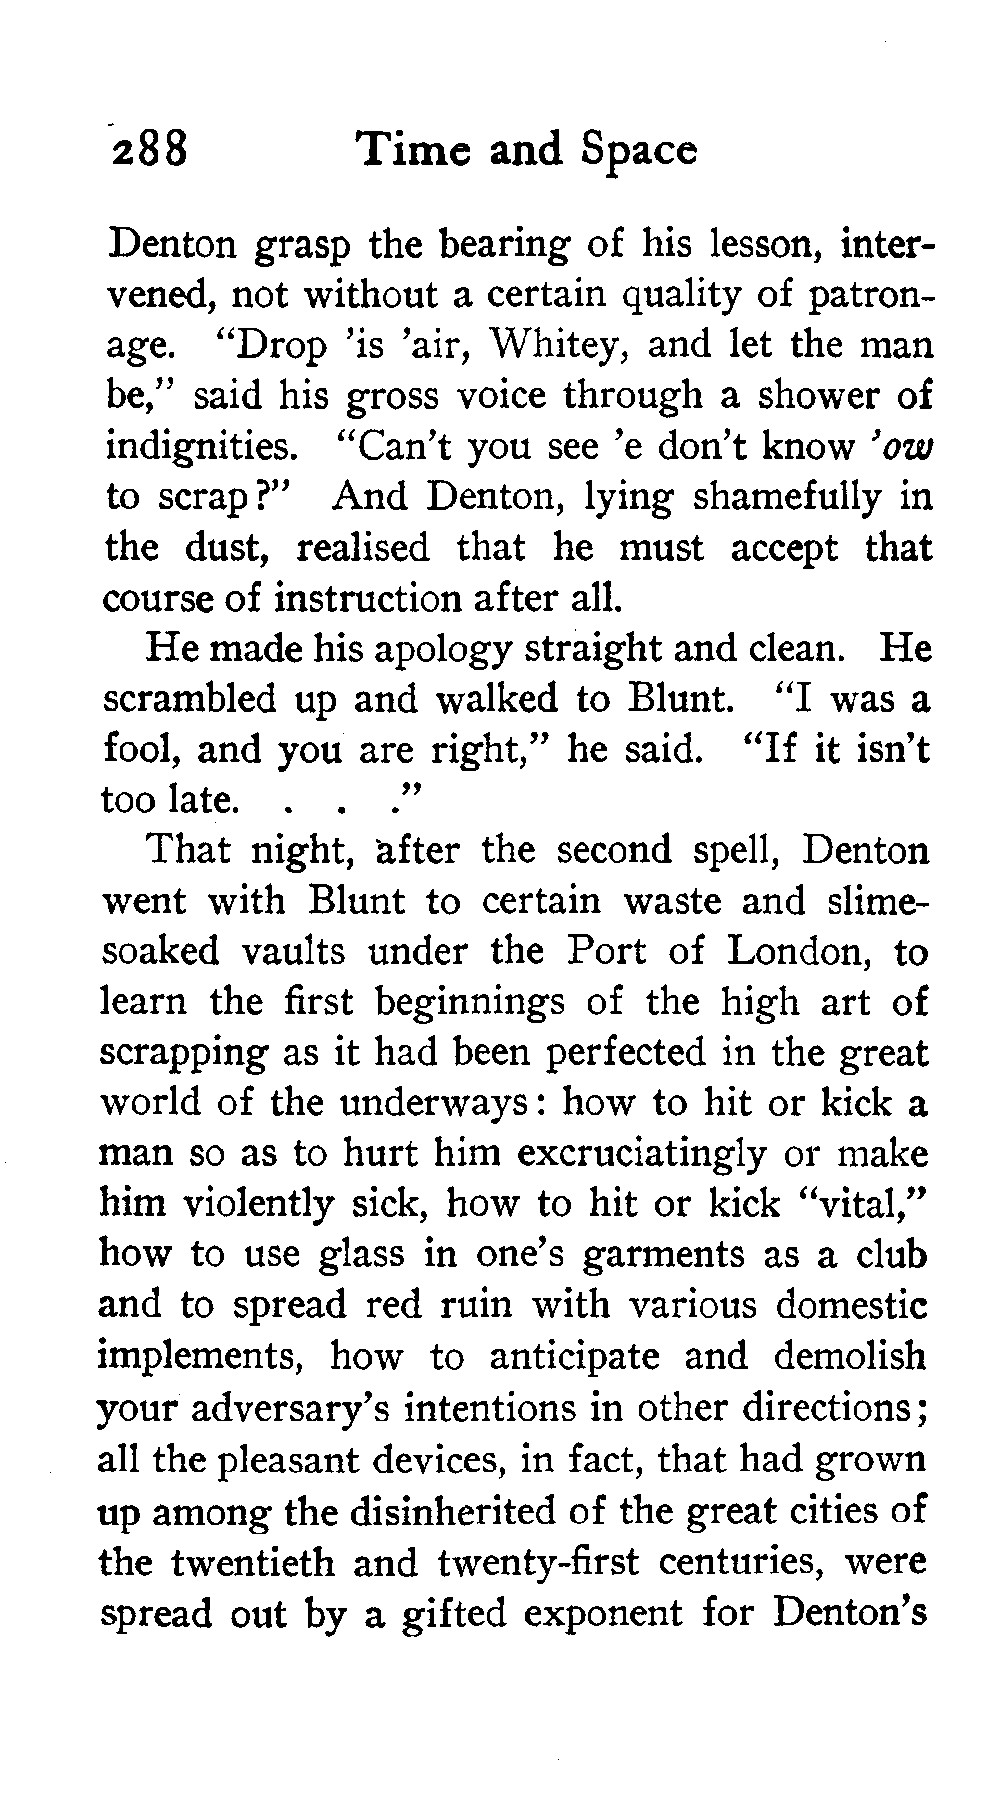 288 Time and Space
Denton grasp the bearing of his lesson, inter-
vened, not without a certain quality of patron-
age. "Drop 'is 'air, Whitey, and let the man
be," said his gross voice through a shower of
indignities. "Can't you see 'e don't know 'ow
to scrap?" And Denton, lying shamefully in
the dust, realised that he must accept that
course of instruction after all.
He made his apology straight and clean. He
scrambled up and walked to Blunt. "I was a
fool, and you are right," he said. "If it isn't
too late. . . ."
That night, after the second spell, Denton
went with Blunt to certain waste and slime-
soaked vaults under the Port of London, to
learn the first beginnings of the high art of
scrapping as it had been perfected in the great
world of the underways: how to hit or kick a
man so as to hurt him excruciatingly or make
him violently sick, how to hit or kick "vital,"
how to use glass in one's garments as a club
and to spread red ruin with various domestic
implements, how to anticipate and demolish
your adversary's intentions in other directions;
all the pleasant devices, in fact, that had grown
up among the disinherited of the great cities of
the twentieth and twenty-first centuries, were
spread out by a gifted exponent for Denton's